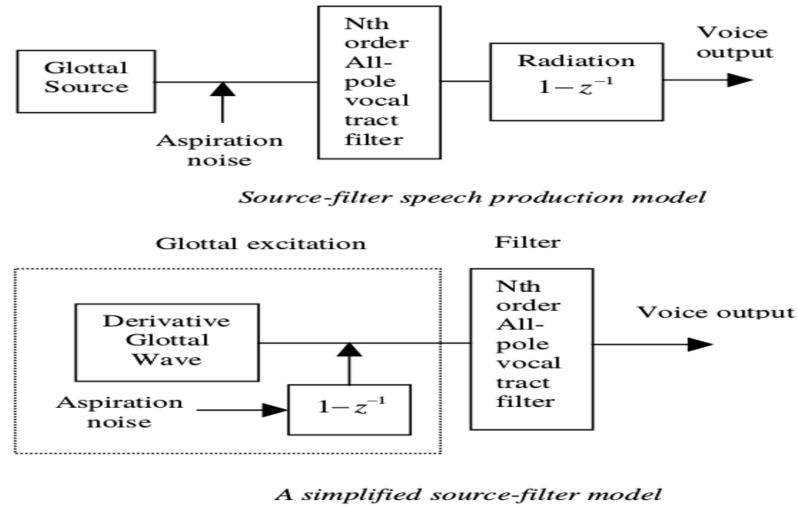 Glottal
Source
Aspiration
noise
Nth
order
All-
pole
vocal
tract
filter
Radiation
1− z⁻¹
Voice
output
Source-filter speech production model
Glottal excitation
Filter
Derivative
Glottal
Wave
Aspiration
noise
1− z⁻¹
Nth
order
All-
pole
vocal
tract
filter
Voice output
A simplified source-filter model